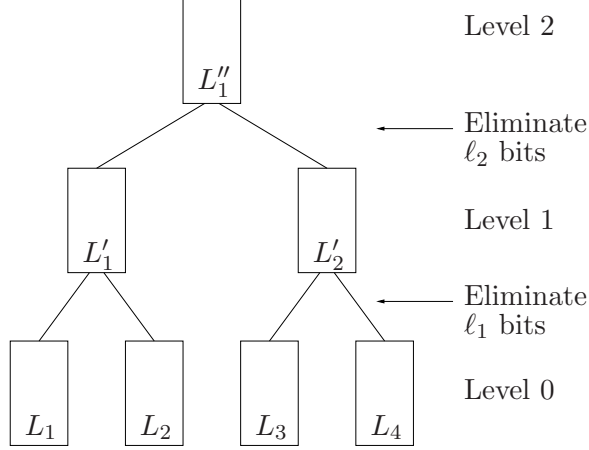 Level 2
L''₁
Eliminate
ℓ₂ bits
Level 1
L'₁
L'₂
Eliminate
ℓ₁ bits
Level 0
L₁
L₂
L₃
L₄